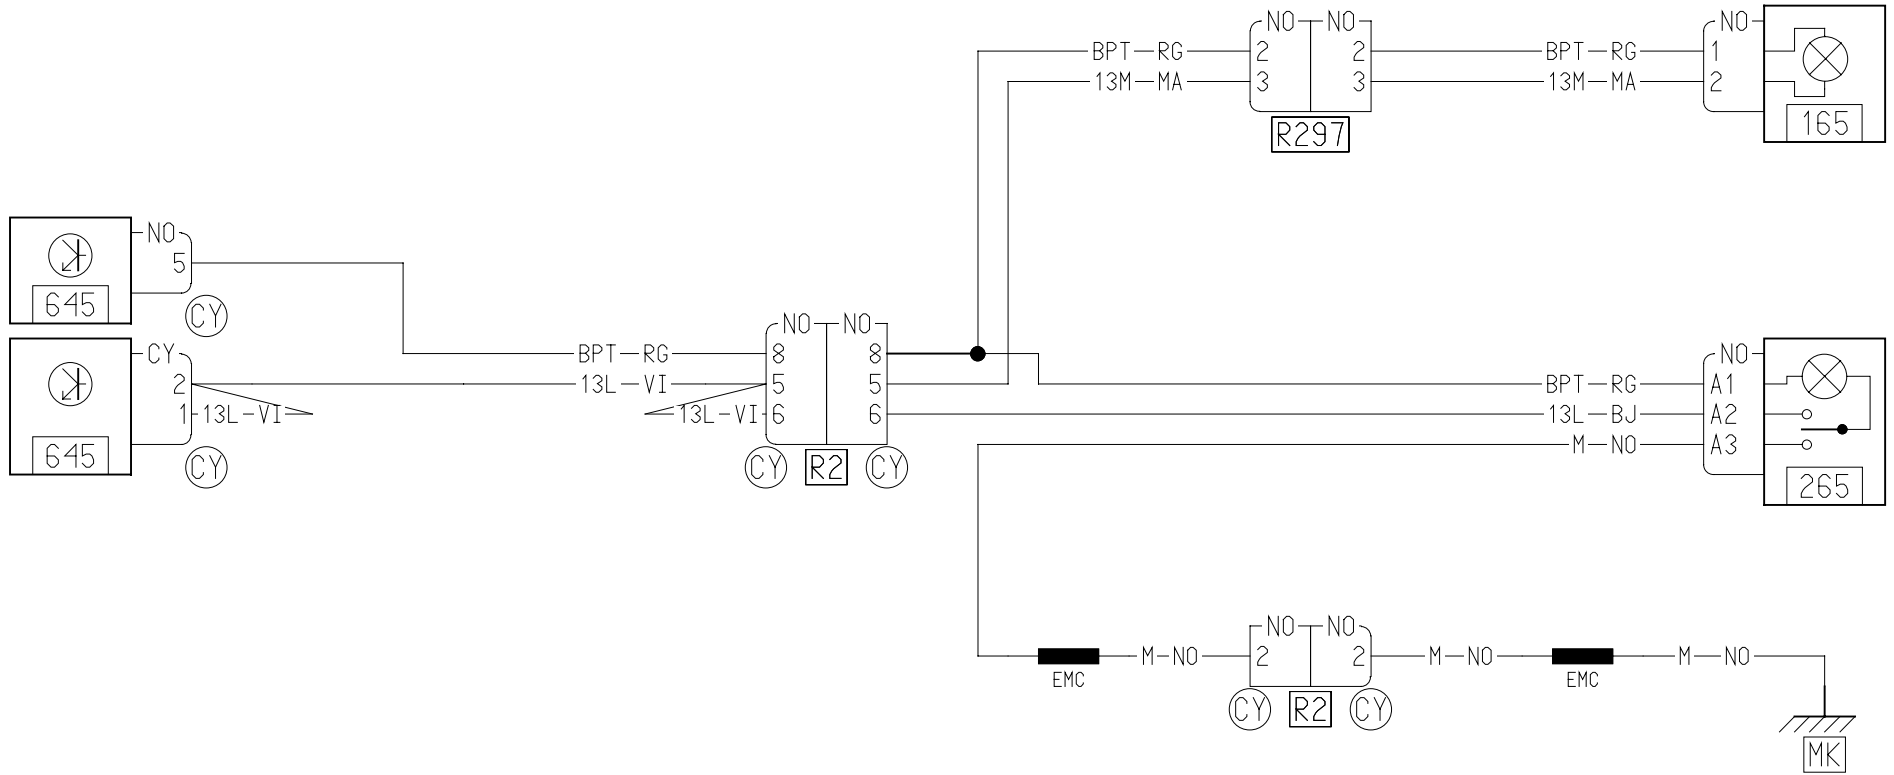 NO NO NO
BPT RG 2 2 BPT RG 1
13M MA 3 3 13M MA 2
R297
165
NO
5
645
CY
NO NO
CY BPT RG 8 8 NO
2 13L VI 5 5 BPT RG A1
1 13L-VI 13L-VI 6 6 13L BJ A2
M NO A3
645
CY CY R2 CY
265
NO NO
M NO 2 2 M NO M NO
EMC EMC
CY R2 CY
MK